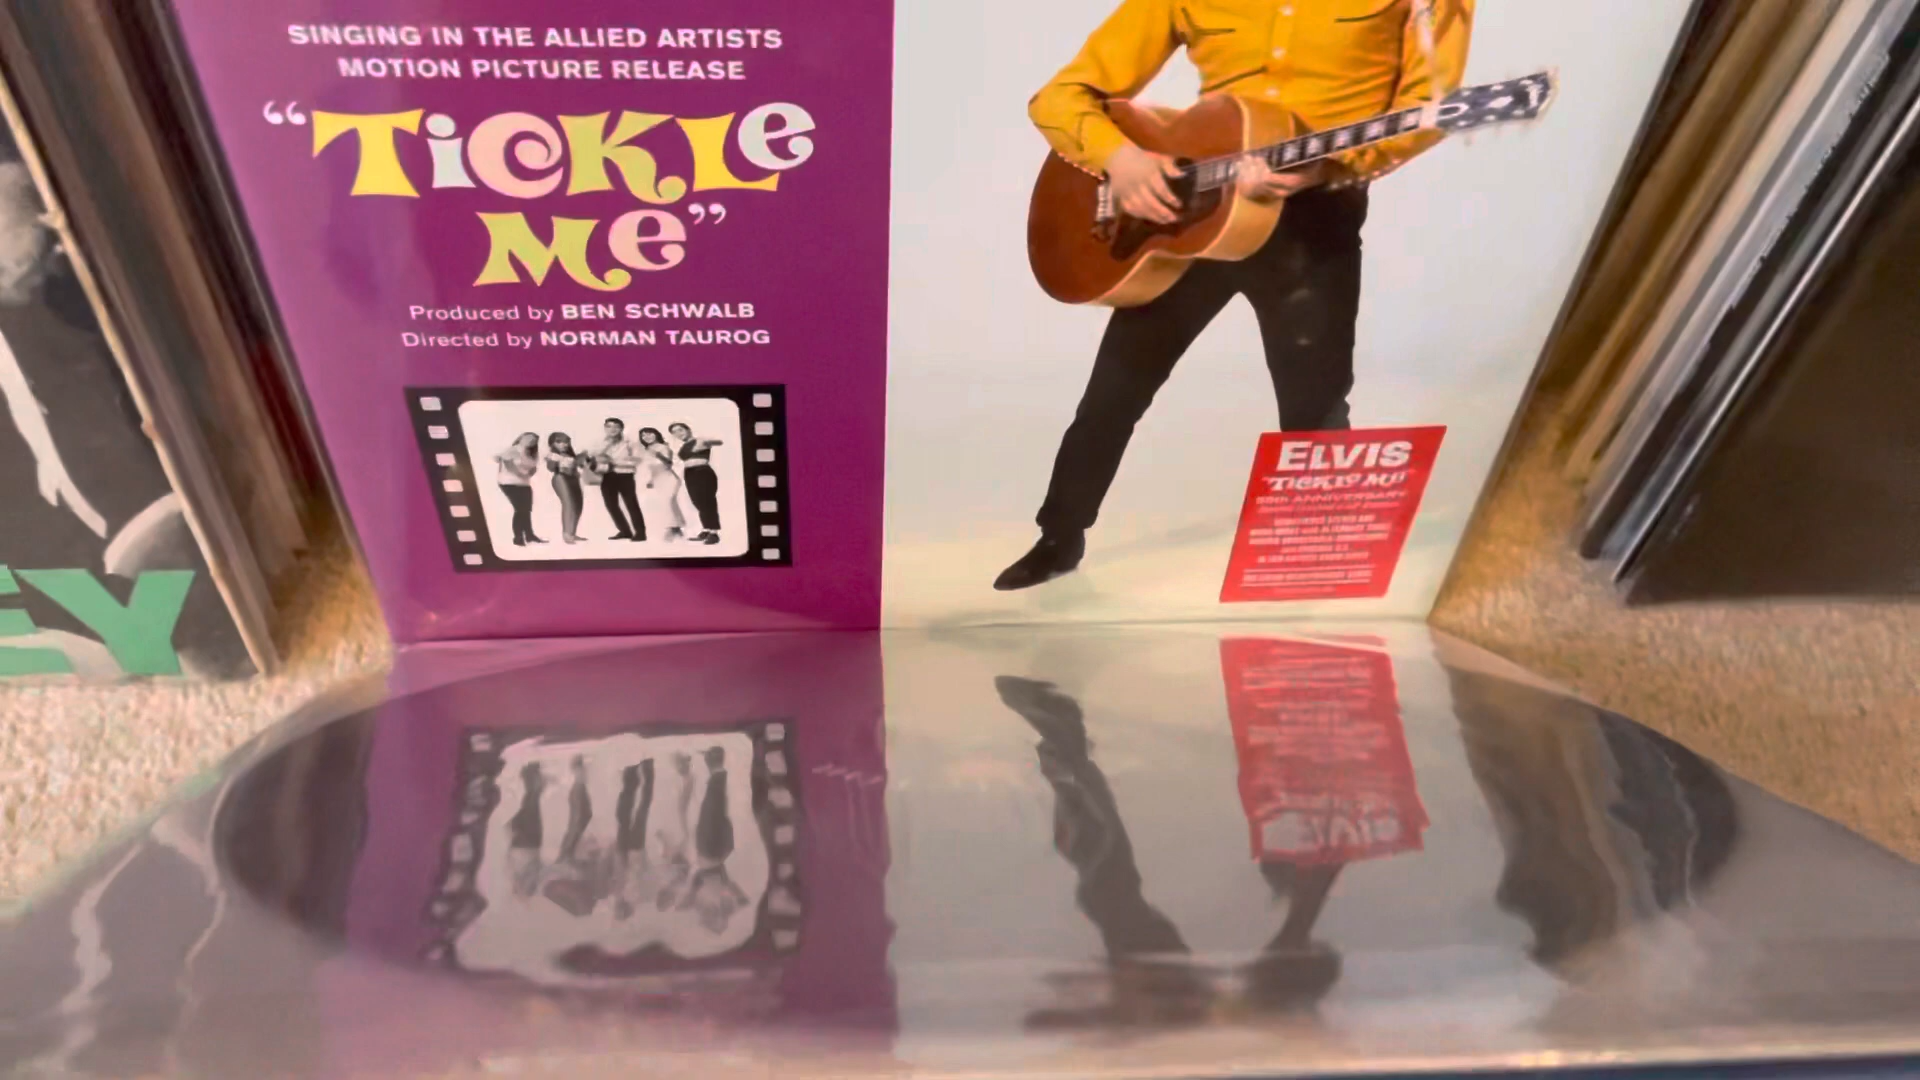 SINGING IN THE ALLIED ARTISTS
MOTION PICTURE RELEASE
“TiCKLe
Me”
Produced by BEN SCHWALB
Directed by NORMAN TAUROG
EY
ELVIS
"TICKLE ME"
ANNIVERSARY